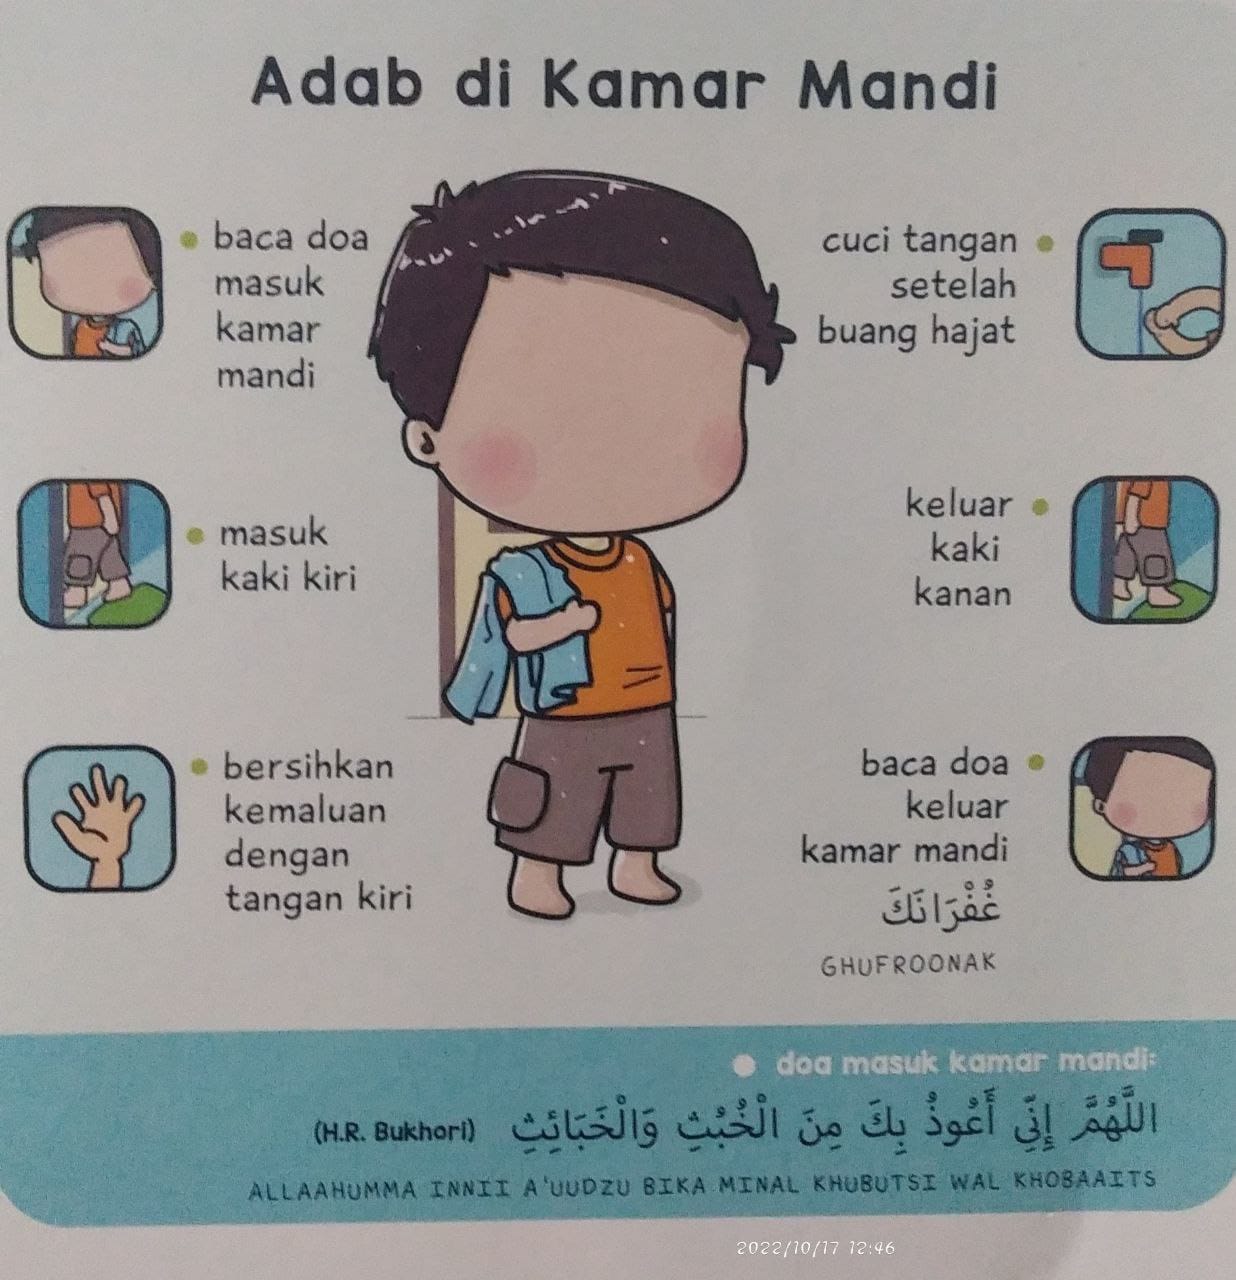 Adab di Kamar Mandi
baca doa
masuk
kamar
mandi
masuk
kaki kiri
bersihkan
kemaluan
dengan
tangan kiri
cuci tangan
setelah
buang hajat
keluar
kaki
kanan
baca doa
keluar
kamar mandi
غُفْرَانَكَ
GHUFROONAK
doa masuk kamar mandi:
اللَّهُمَّ إِنِّي أَعُوذُ بِكَ مِنَ الْخُبُثِ وَالْخَبَائِثِ (H.R. Bukhori)
ALLAAHUMMA INNII A'UUDZU BIKA MINAL KHUBUTSI WAL KHOBAAITS
2022/10/17 12:46